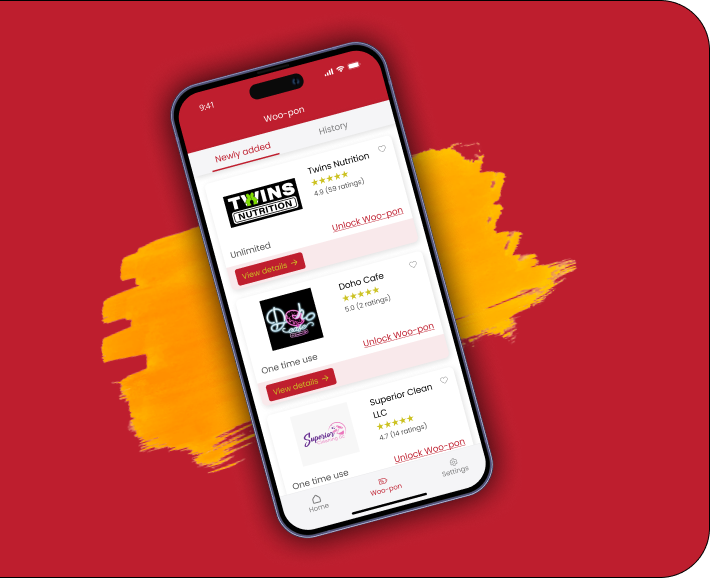 9:41
Woo-pon
Newly added
History
Twins Nutrition
4.9 (59 ratings)
TWINS
NUTRITION
Unlimited
Unlock Woo-pon
View details →
Doho Cafe
5.0 (2 ratings)
Doho
cafe
One time use
Unlock Woo-pon
View details →
Superior Clean
LLC
4.7 (14 ratings)
Superior
One time use
Unlock Woo-pon
Home
Woo-pon
Settings